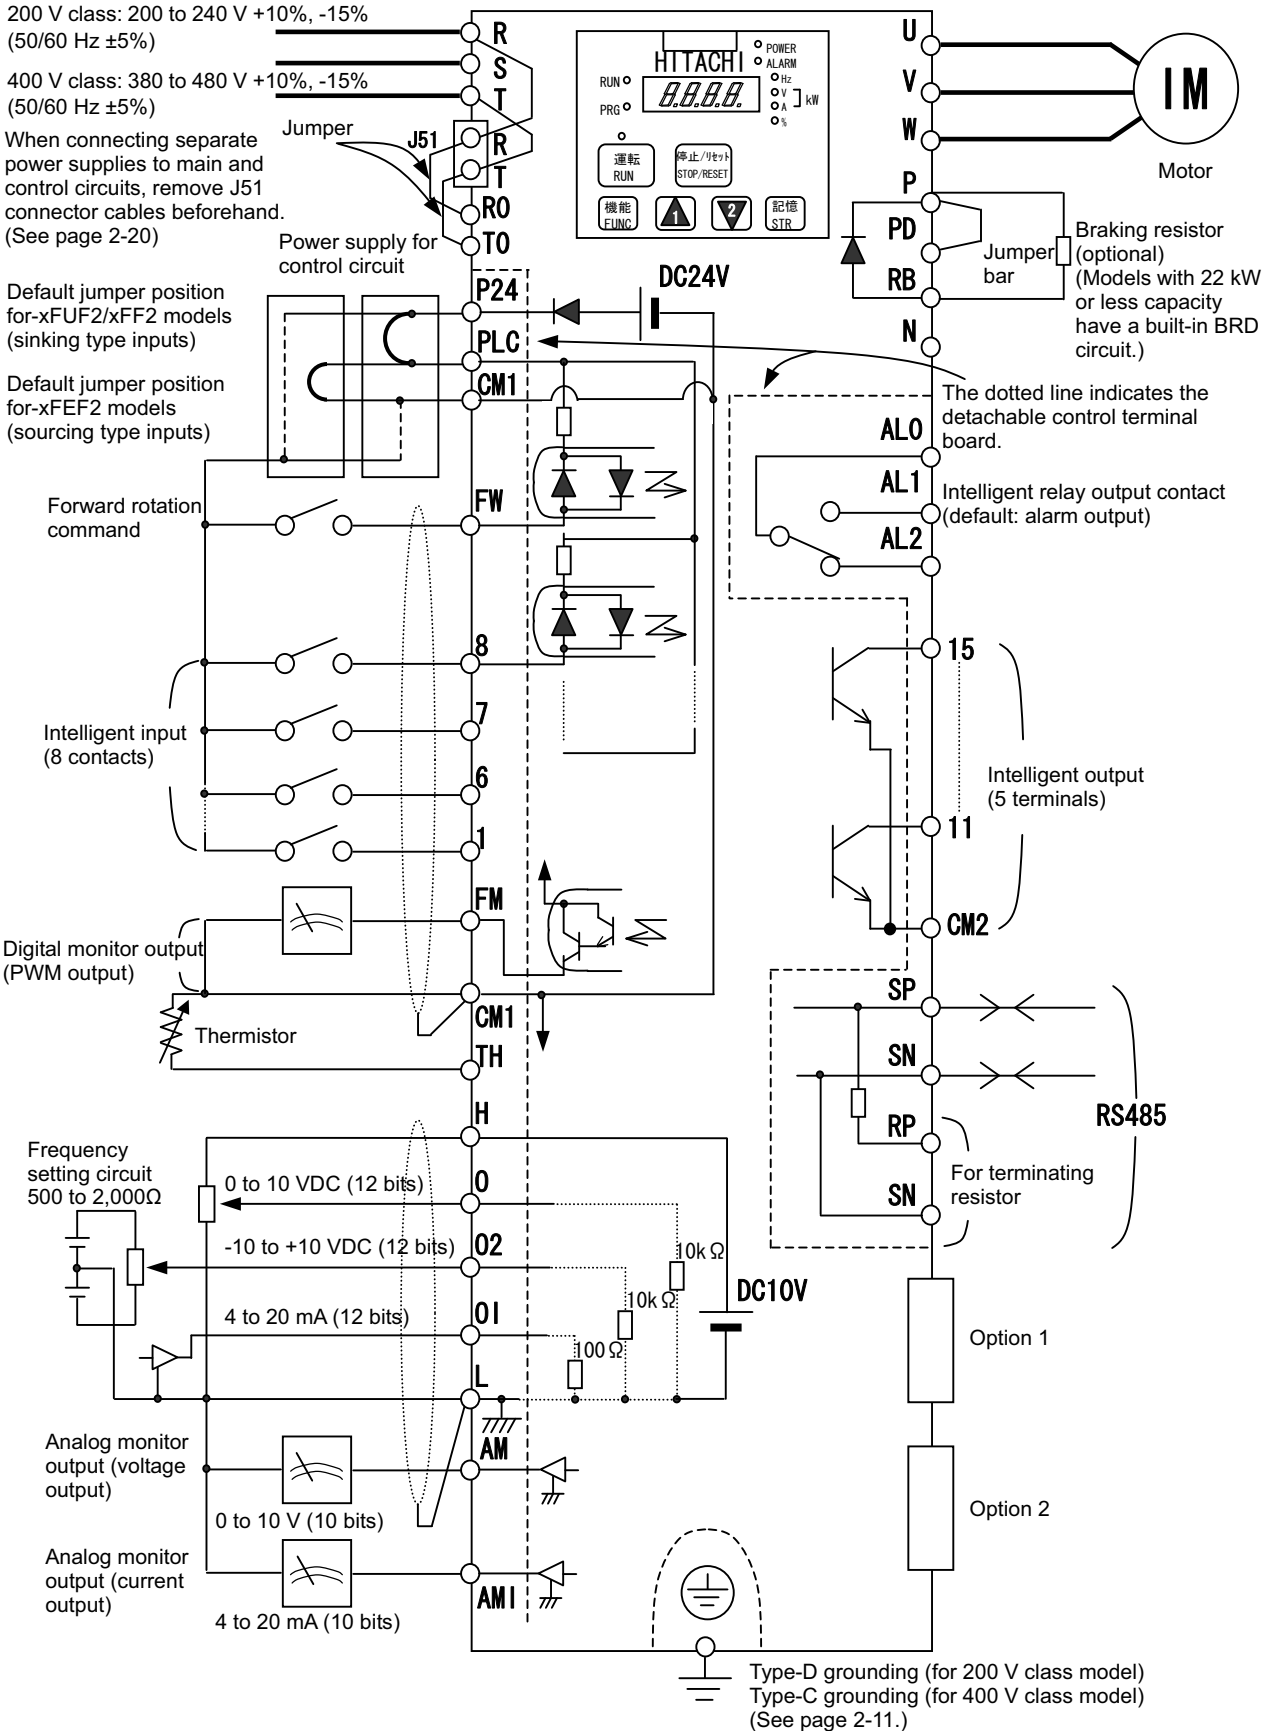 200 V class: 200 to 240 V +10%, -15%
(50/60 Hz ±5%)
400 V class: 380 to 480 V +10%, -15%
(50/60 Hz ±5%)
When connecting separate
power supplies to main and
control circuits, remove J51
connector cables beforehand.
(See page 2-20)
Jumper
J51
R
S
T
R
T
R0
T0
Power supply for
control circuit
HITACHI
POWER
ALARM
RUN
PRG
8.8.8.8.
Hz
V
A
kW
%
運転
RUN
停止/リセット
STOP/RESET
機能
FUNC
1
2
記憶
STR
U
V
W
IM
Motor
P
PD
RB
N
Jumper
bar
Braking resistor
(optional)
(Models with 22 kW
or less capacity
have a built-in BRD
circuit.)
Default jumper position
for-xFUF2/xFF2 models
(sinking type inputs)
Default jumper position
for-xFEF2 models
(sourcing type inputs)
P24
PLC
CM1
DC24V
The dotted line indicates the
detachable control terminal
board.
Forward rotation
command
FW
8
7
6
1
Intelligent input
(8 contacts)
AL0
AL1
AL2
Intelligent relay output contact
(default: alarm output)
15
11
CM2
Intelligent output
(5 terminals)
Digital monitor output
(PWM output)
FM
CM1
Thermistor
TH
SP
SN
RP
SN
RS485
For terminating
resistor
H
Frequency
setting circuit
500 to 2,000Ω
0 to 10 VDC (12 bits)
O
-10 to +10 VDC (12 bits)
O2
4 to 20 mA (12 bits)
OI
L
10kΩ
10kΩ
100Ω
DC10V
Option 1
Option 2
Analog monitor
output (voltage
output)
AM
0 to 10 V (10 bits)
Analog monitor
output (current
output)
AMI
4 to 20 mA (10 bits)
Type-D grounding (for 200 V class model)
Type-C grounding (for 400 V class model)
(See page 2-11.)